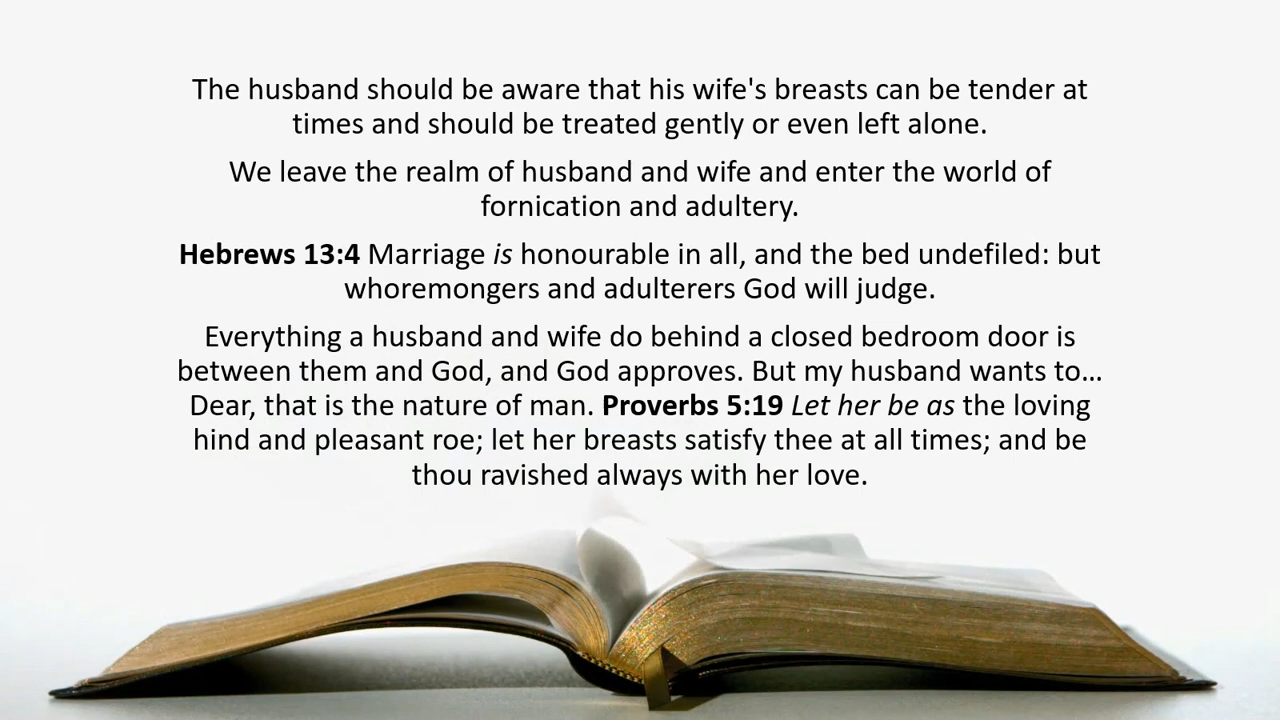 The husband should be aware that his wife's breasts can be tender at
times and should be treated gently or even left alone.
We leave the realm of husband and wife and enter the world of
fornication and adultery.
Hebrews 13:4 Marriage is honourable in all, and the bed undefiled: but
whoremongers and adulterers God will judge.
Everything a husband and wife do behind a closed bedroom door is
between them and God, and God approves. But my husband wants to…
Dear, that is the nature of man. Proverbs 5:19 Let her be as the loving
hind and pleasant roe; let her breasts satisfy thee at all times; and be
thou ravished always with her love.